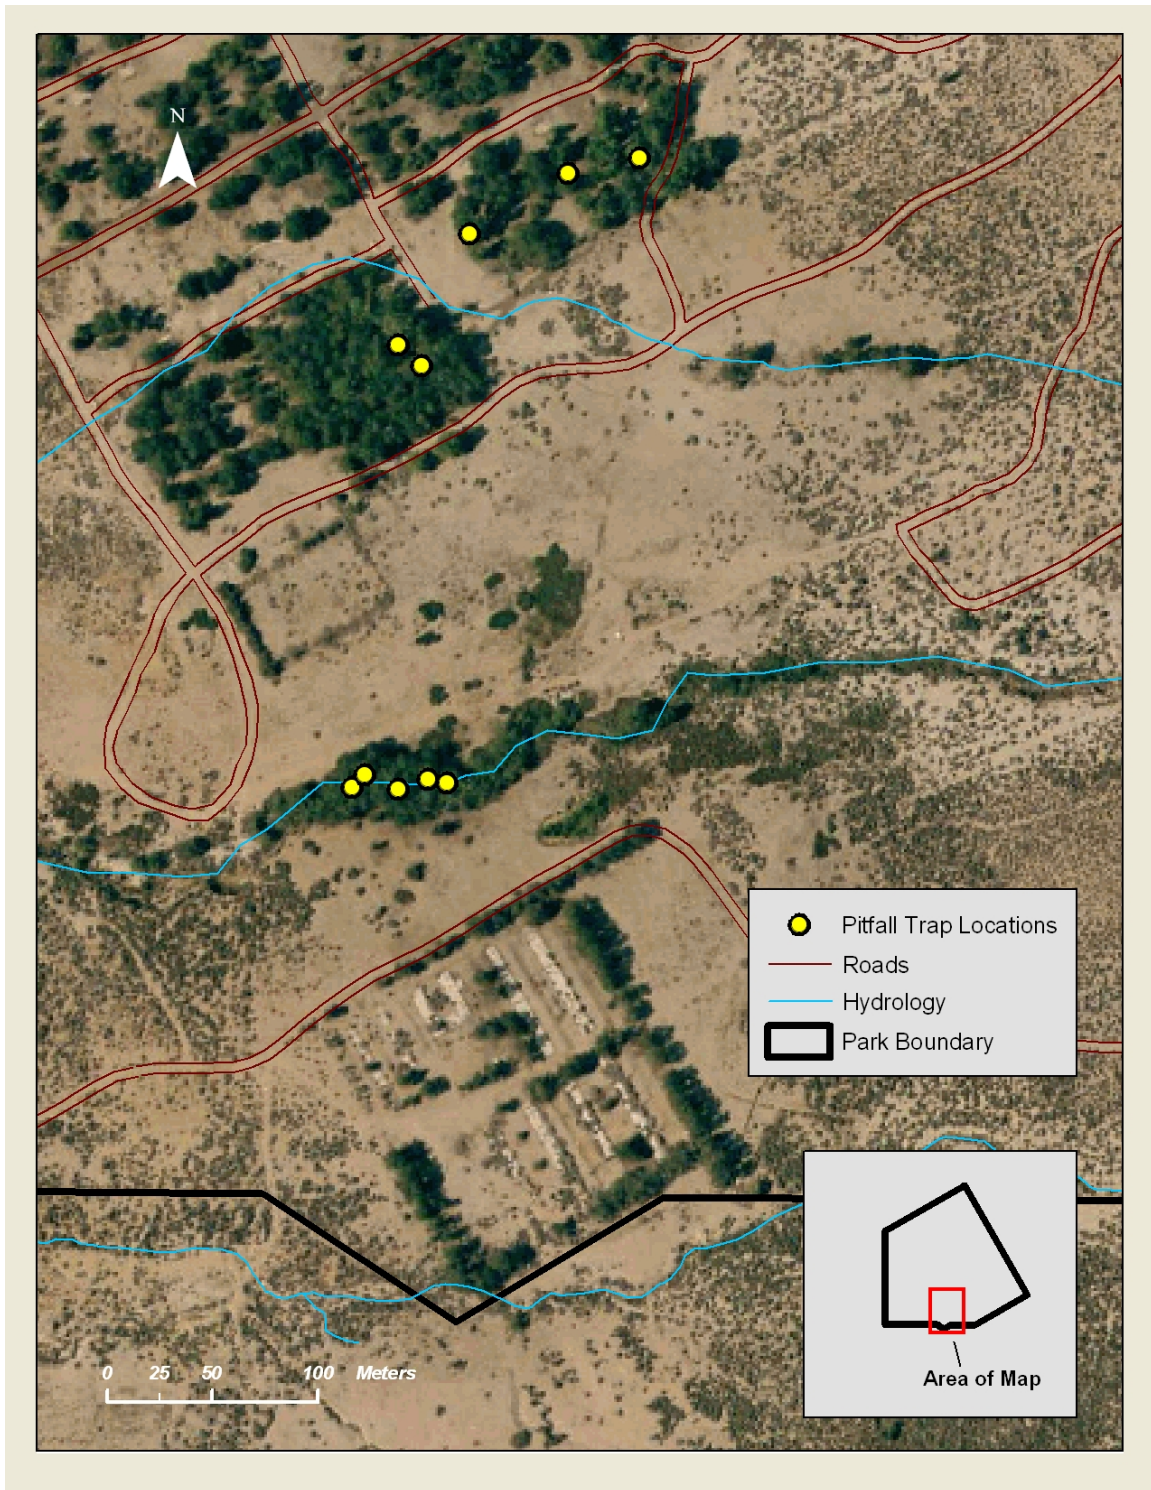 N
Pitfall Trap Locations
Roads
Hydrology
Park Boundary
Area of Map
0 25 50 100 Meters